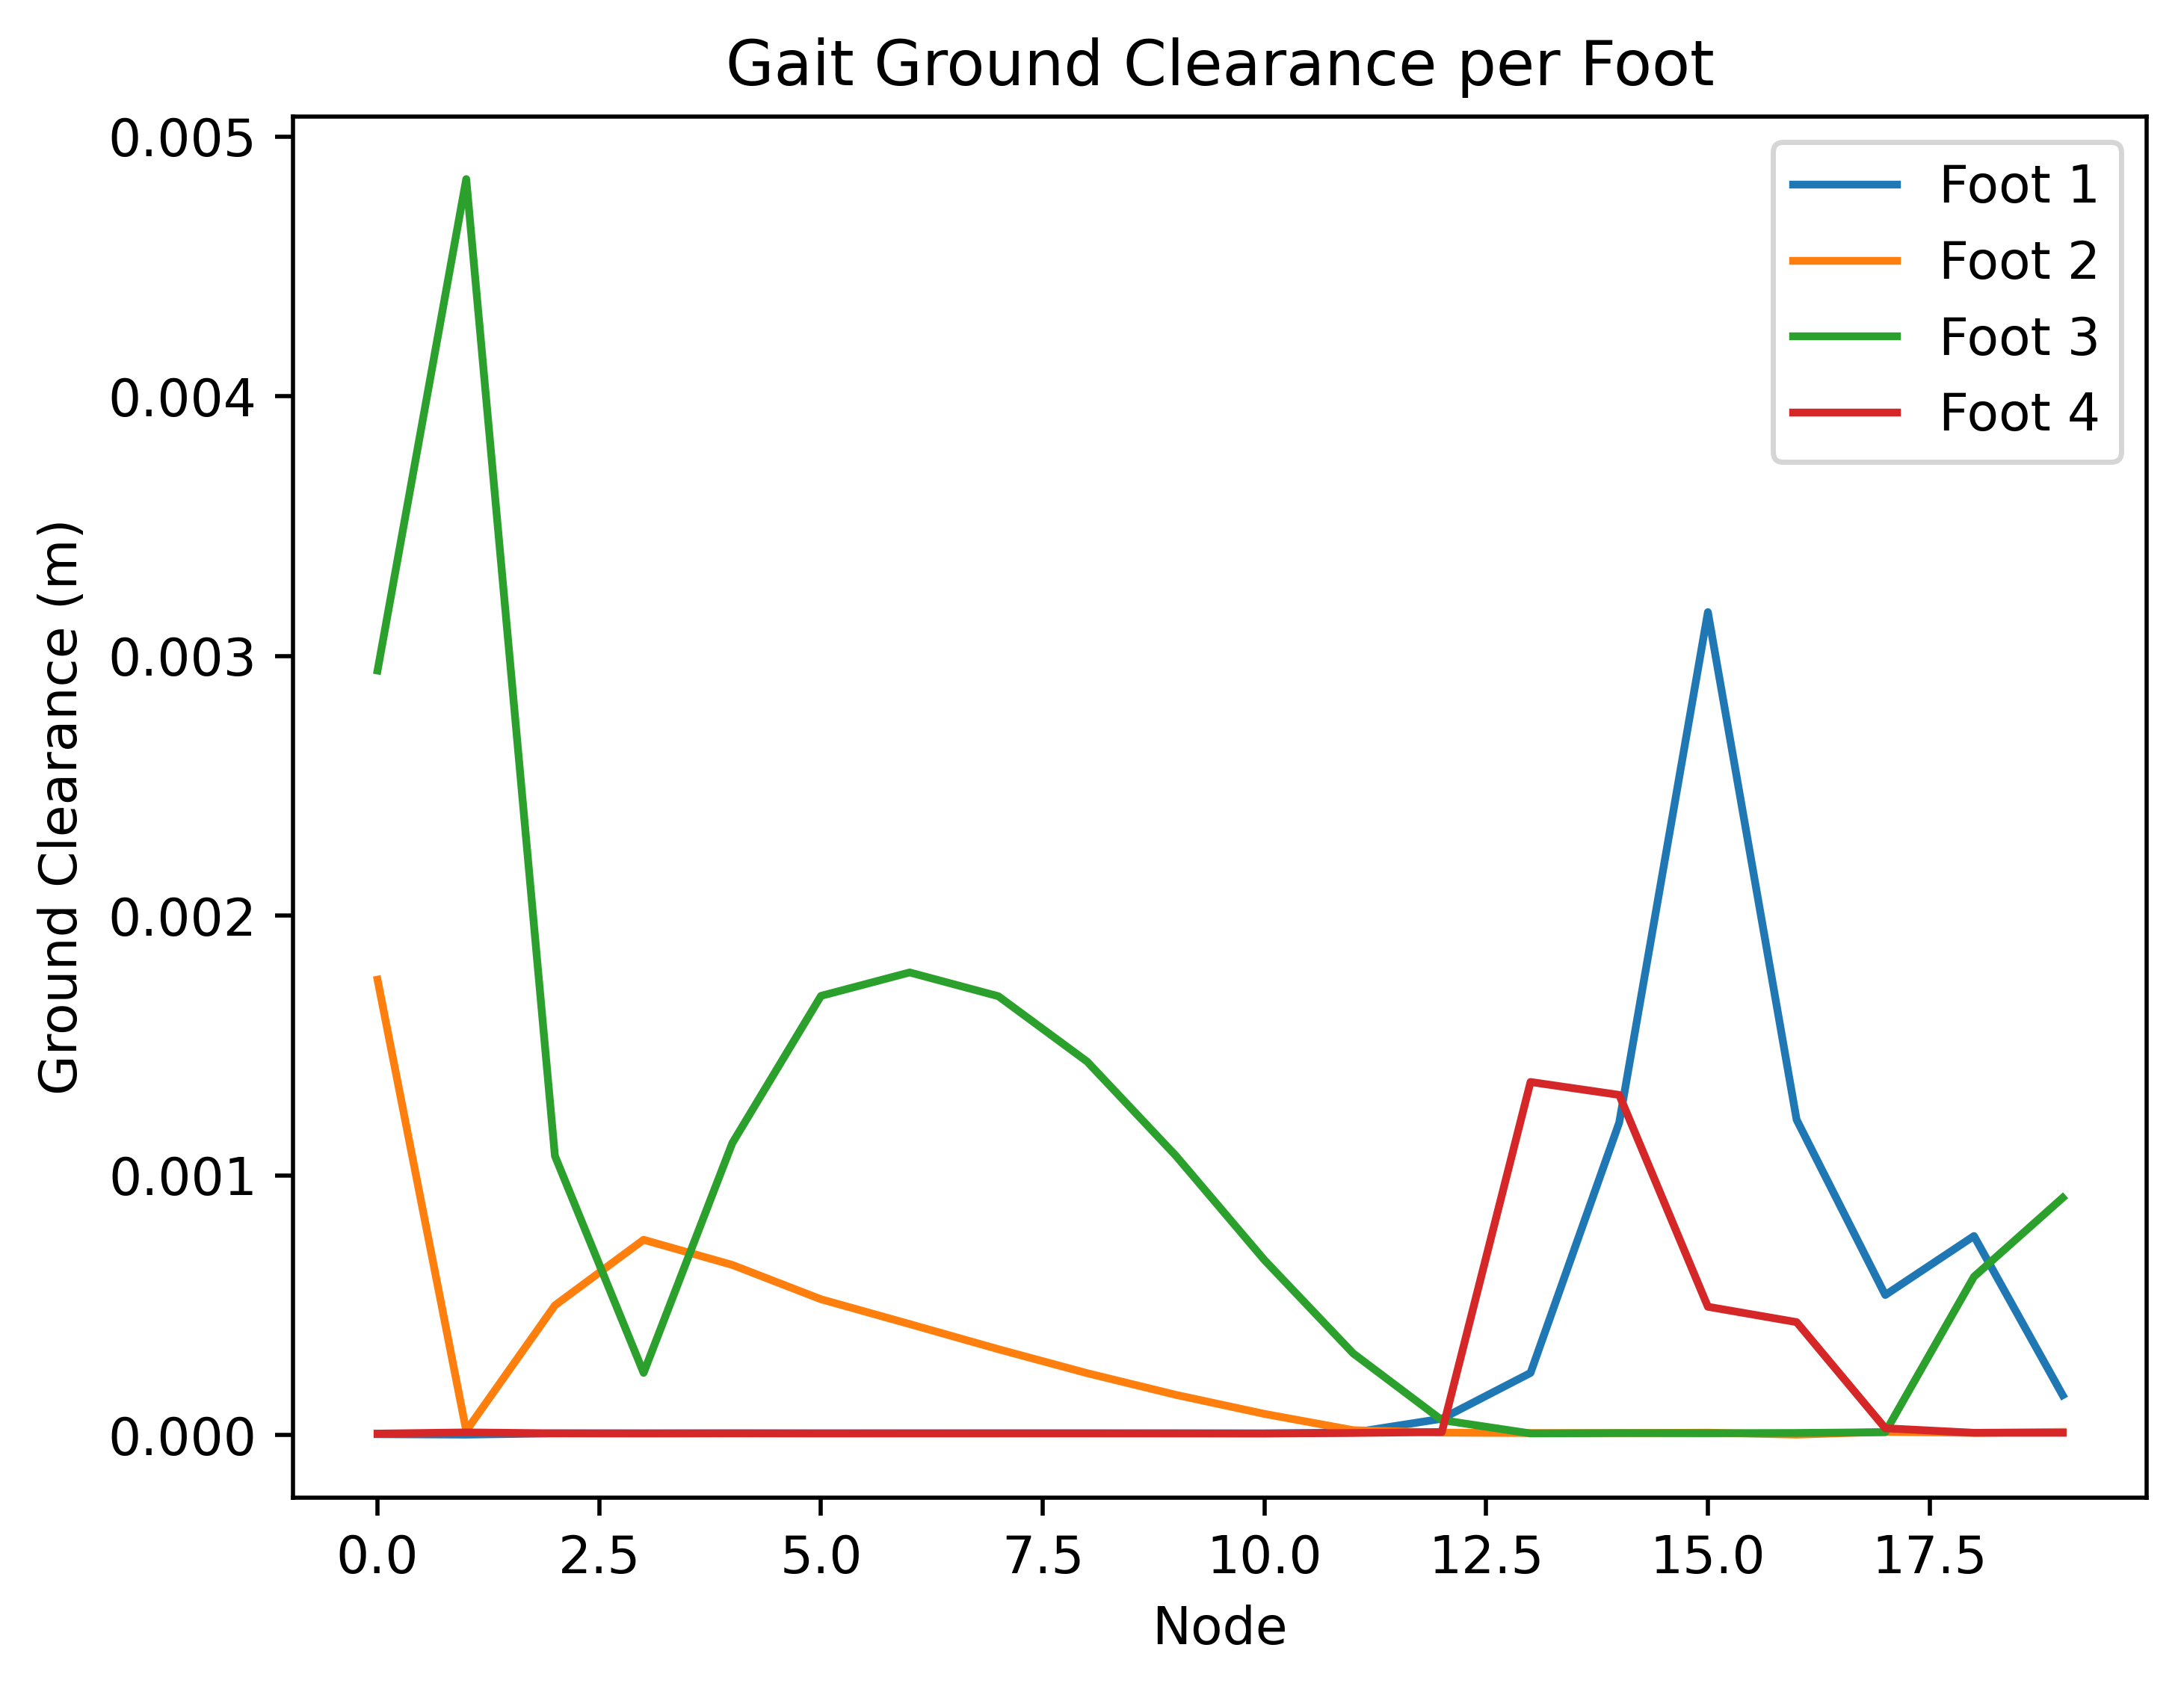 Gait Ground Clearance per Foot
0.005
0.004
0.003
0.002
0.001
0.000
Ground Clearance (m)
Foot 1
Foot 2
Foot 3
Foot 4
0.0 2.5 5.0 7.5 10.0 12.5 15.0 17.5
Node